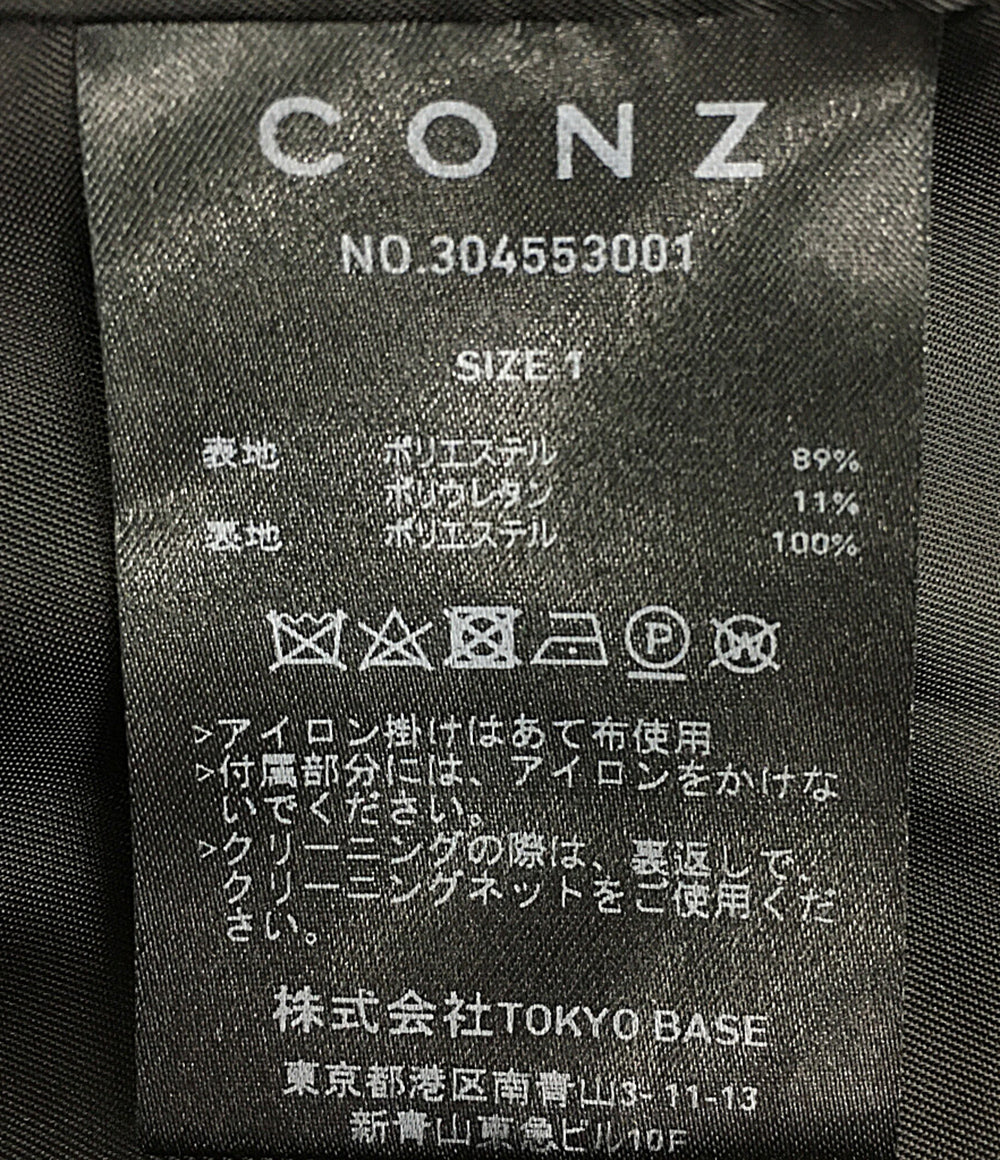 CONZ
NO.304553001
SIZE 1
表地 ポリエステル 89%
ポリウレタン 11%
裏地 ポリエステル 100%
P W
>アイロン掛けはあて布使用
>付属部分には、アイロンをかけな
いでください。
>クリーニングの際は、裏返しで、
クリーニングネットをご使用くだ
さい。
株式会社TOKYO BASE
東京都港区南青山3-11-13
新青山東急ビル10F